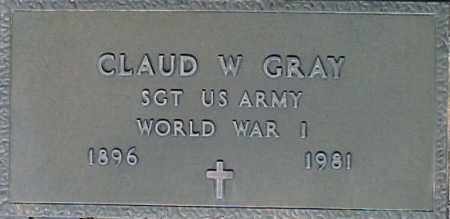 CLAUD W GRAY
SGT US ARMY
WORLD WAR I
1896 1981